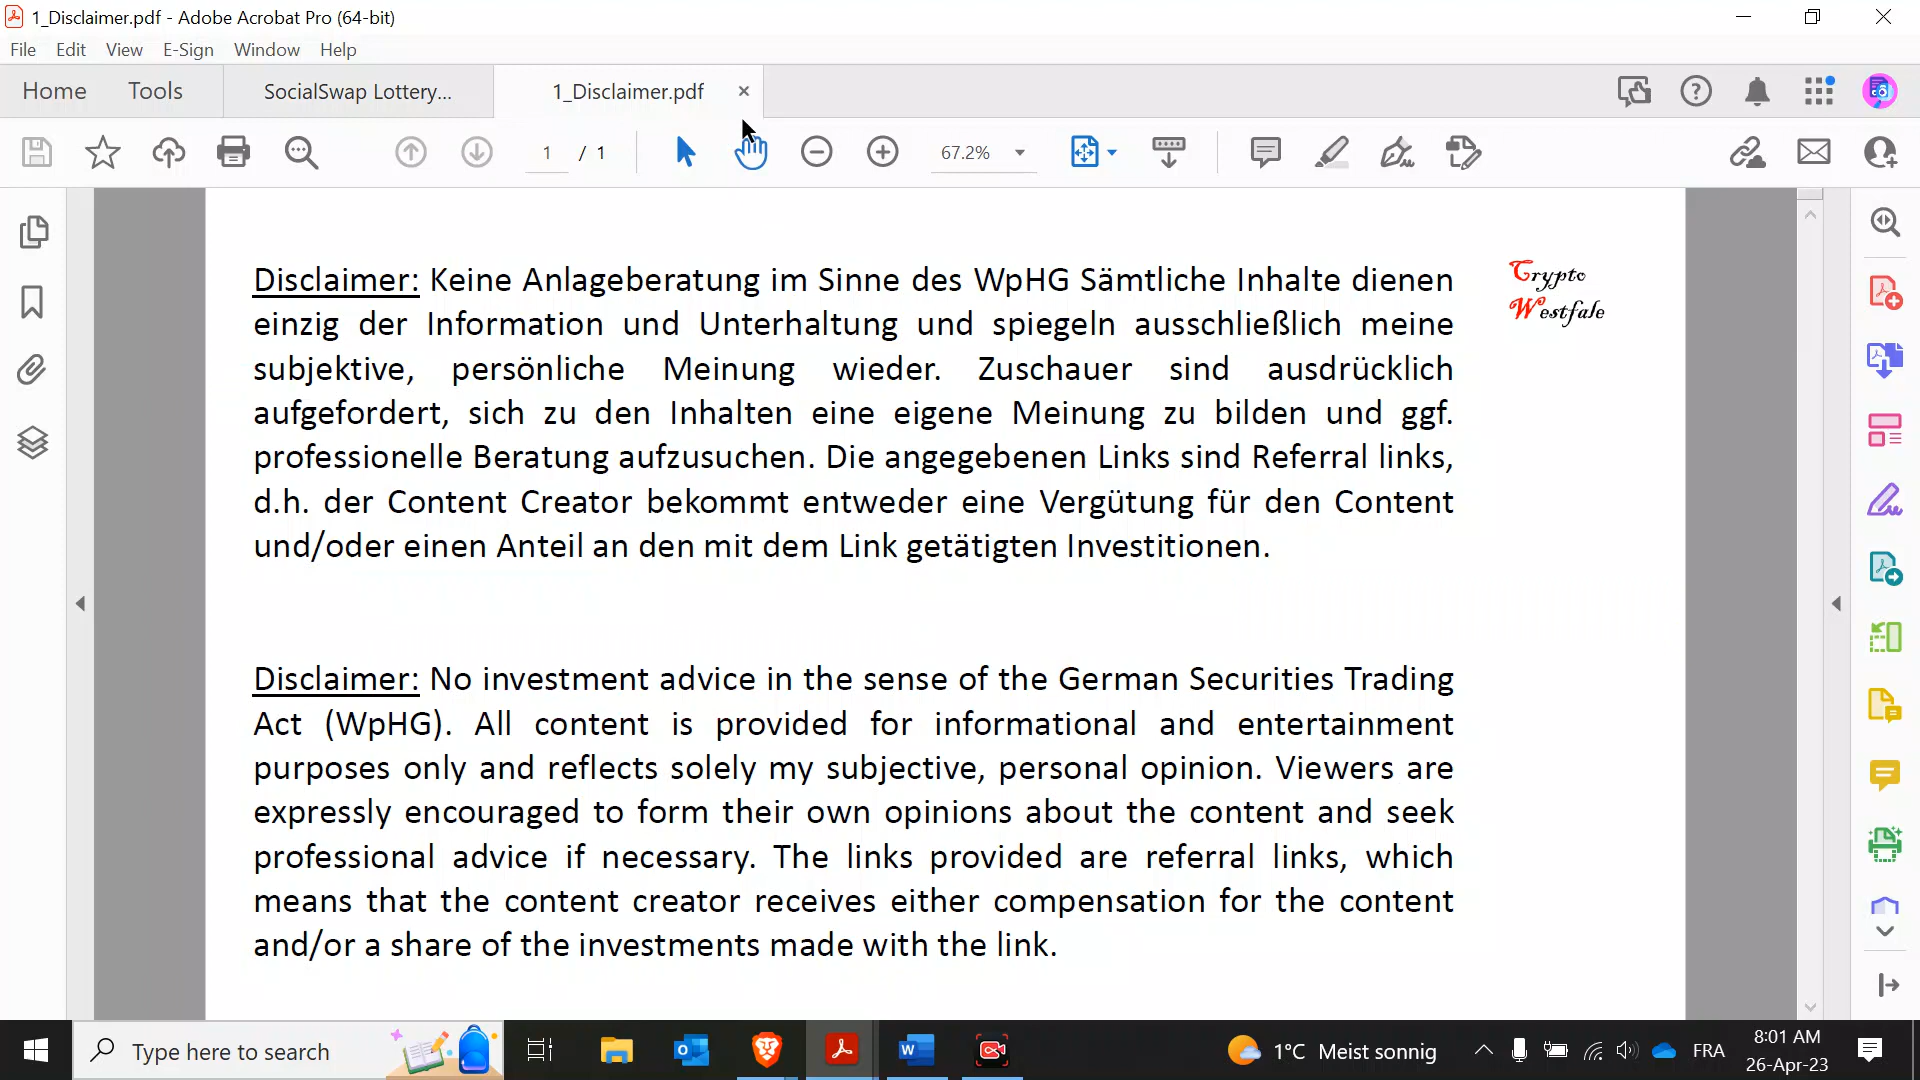 1_Disclaimer.pdf - Adobe Acrobat Pro (64-bit)
File Edit View E-Sign Window Help
Home Tools SocialSwap Lottery... 1_Disclaimer.pdf ×
1 / 1 67.2%
Disclaimer: Keine Anlageberatung im Sinne des WpHG Sämtliche Inhalte dienen
einzig der Information und Unterhaltung und spiegeln ausschließlich meine
subjektive, persönliche Meinung wieder. Zuschauer sind ausdrücklich
aufgefordert, sich zu den Inhalten eine eigene Meinung zu bilden und ggf.
professionelle Beratung aufzusuchen. Die angegebenen Links sind Referral links,
d.h. der Content Creator bekommt entweder eine Vergütung für den Content
und/oder einen Anteil an den mit dem Link getätigten Investitionen.
Crypto
Westfale
Disclaimer: No investment advice in the sense of the German Securities Trading
Act (WpHG). All content is provided for informational and entertainment
purposes only and reflects solely my subjective, personal opinion. Viewers are
expressly encouraged to form their own opinions about the content and seek
professional advice if necessary. The links provided are referral links, which
means that the content creator receives either compensation for the content
and/or a share of the investments made with the link.
Type here to search
1°C Meist sonnig
FRA
8:01 AM
26-Apr-23